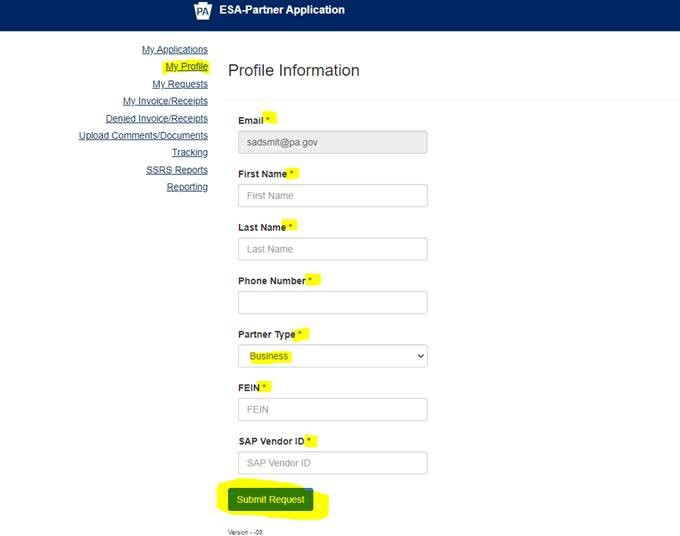 PA ESA-Partner Application
My Applications
My Profile
My Requests
My Invoice/Receipts
Denied Invoice/Receipts
Upload Comments/Documents
Tracking
SSRS Reports
Reporting
Profile Information
Email *
sadsmit@pa.gov
First Name *
First Name
Last Name *
Last Name
Phone Number *
Partner Type *
Business
FEIN *
FEIN
SAP Vendor ID *
SAP Vendor ID
Submit Request
Version - -08